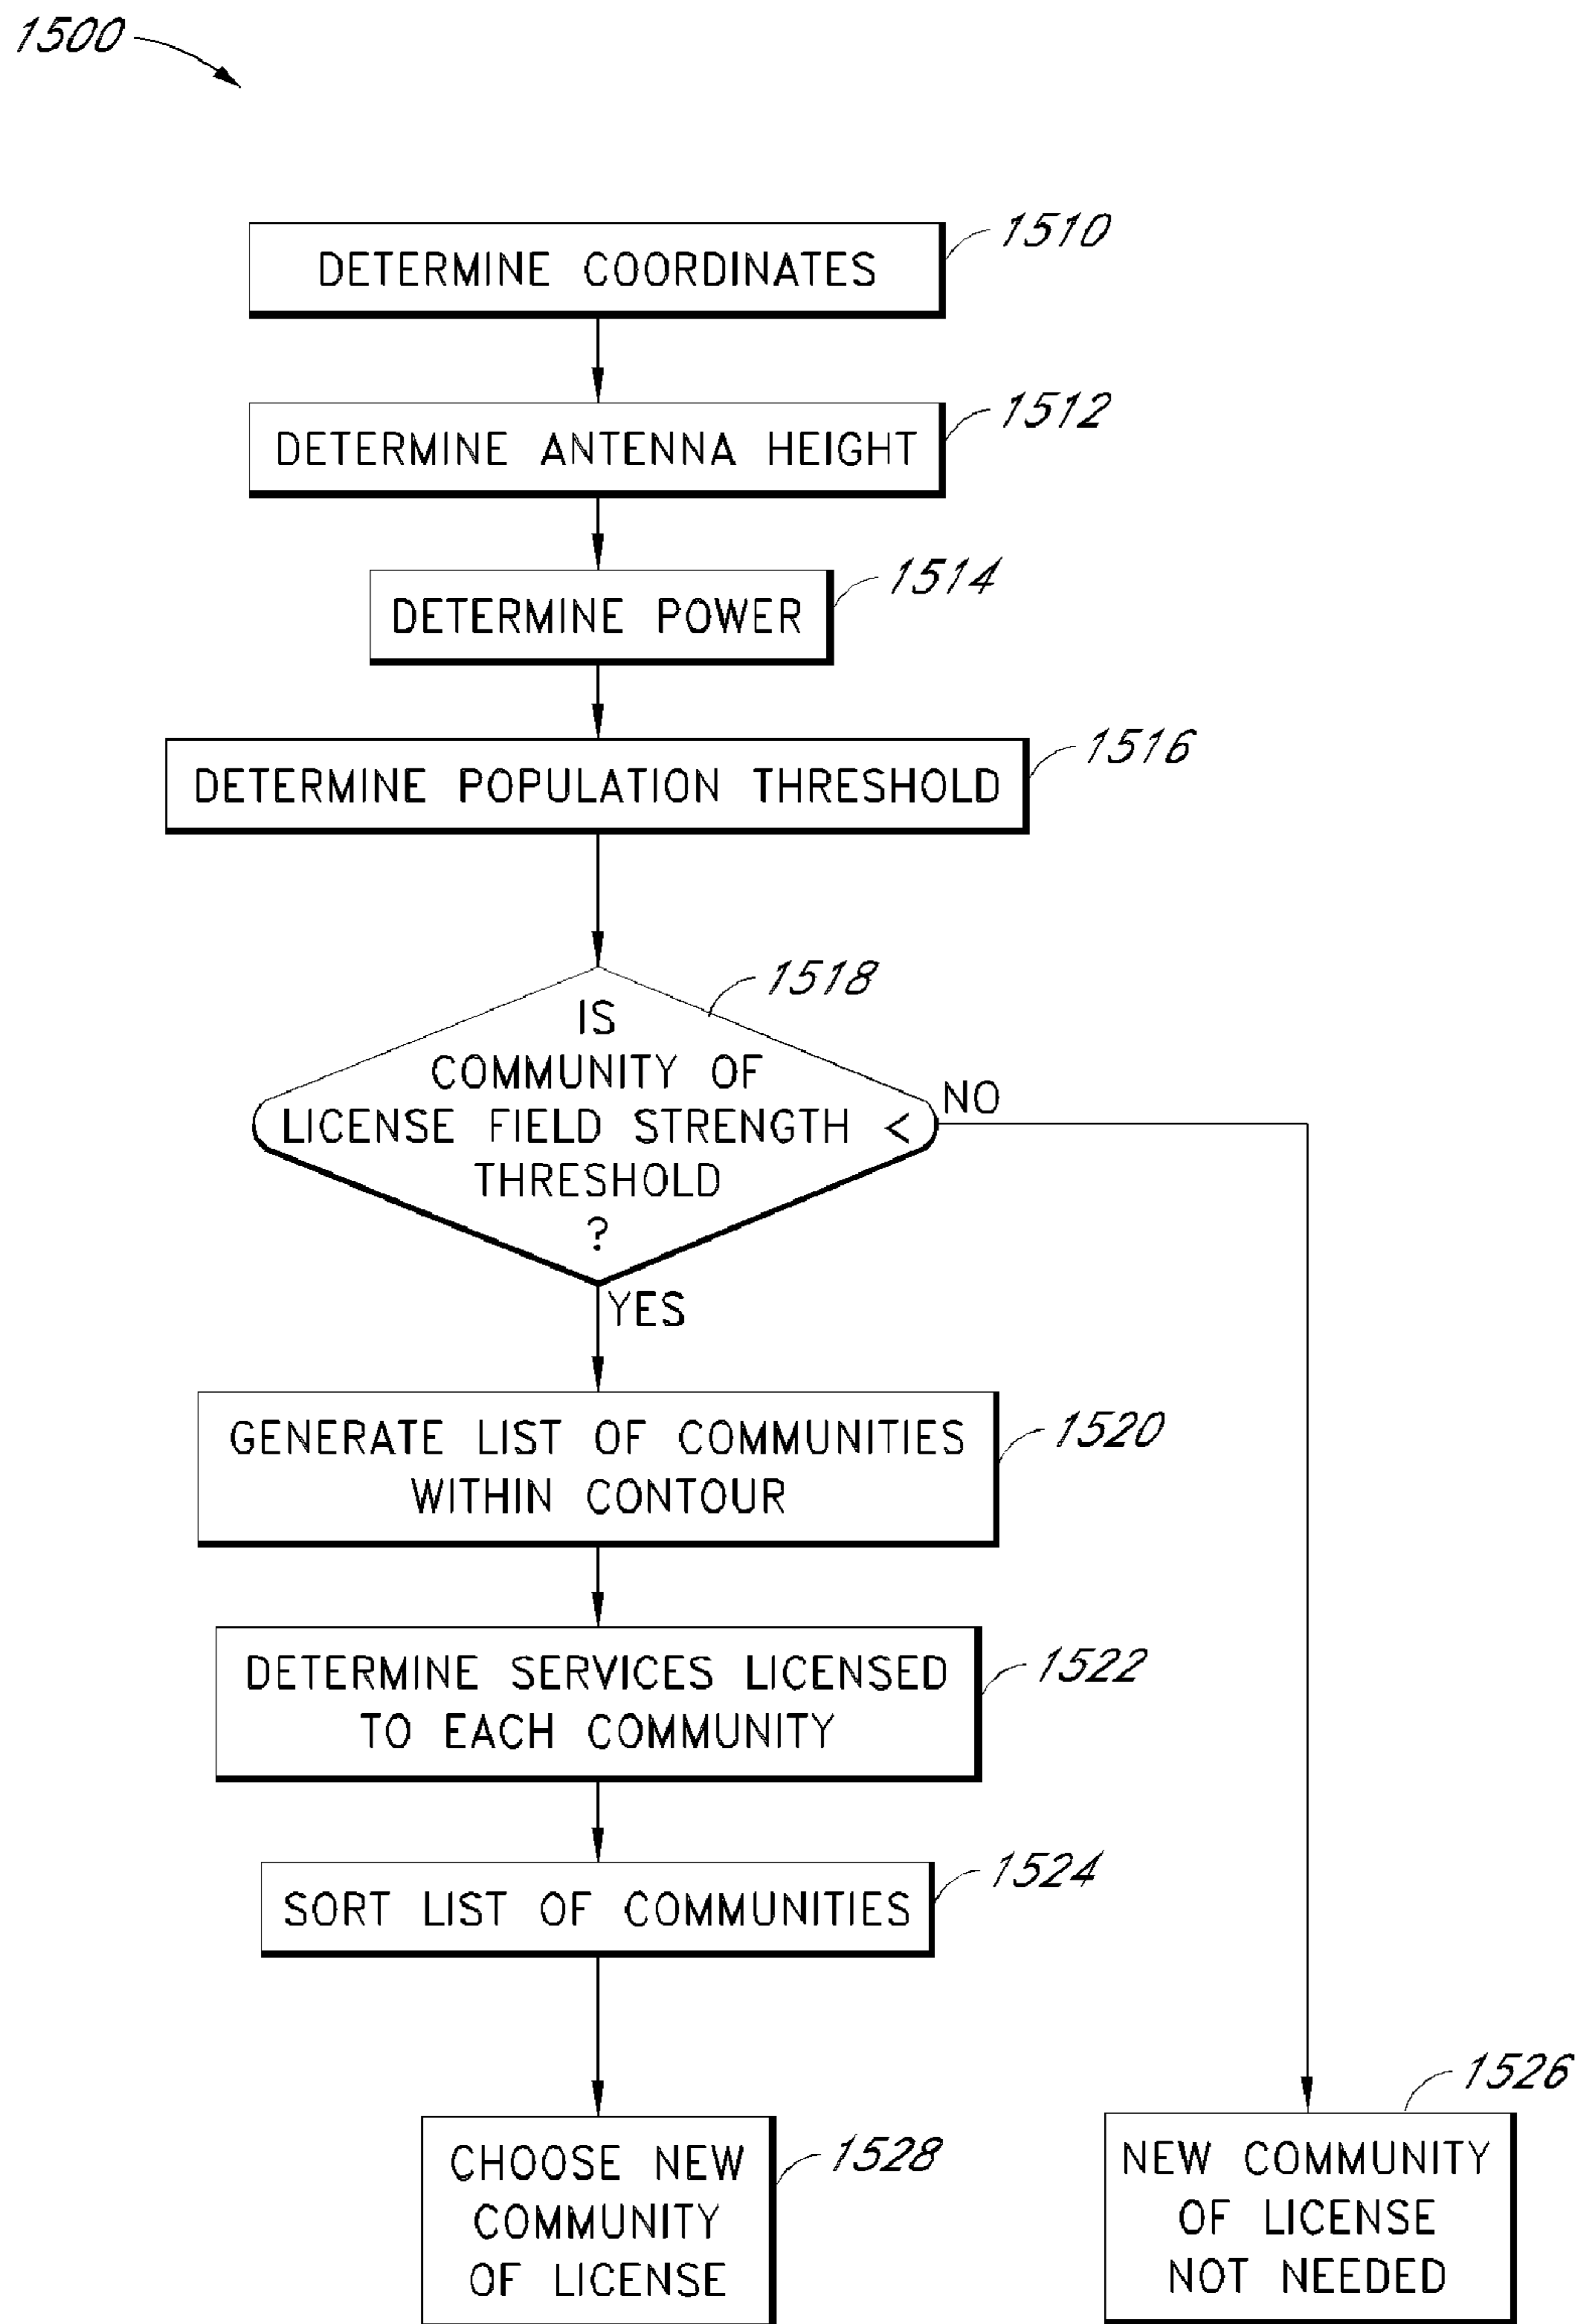 1500
DETERMINE COORDINATES
1510
DETERMINE ANTENNA HEIGHT
1512
DETERMINE POWER
1514
DETERMINE POPULATION THRESHOLD
1516
1518
IS
COMMUNITY OF
LICENSE FIELD STRENGTH <
THRESHOLD
?
NO
YES
GENERATE LIST OF COMMUNITIES
WITHIN CONTOUR
1520
DETERMINE SERVICES LICENSED
TO EACH COMMUNITY
1522
SORT LIST OF COMMUNITIES
1524
CHOOSE NEW
COMMUNITY
OF LICENSE
1528
1526
NEW COMMUNITY
OF LICENSE
NOT NEEDED